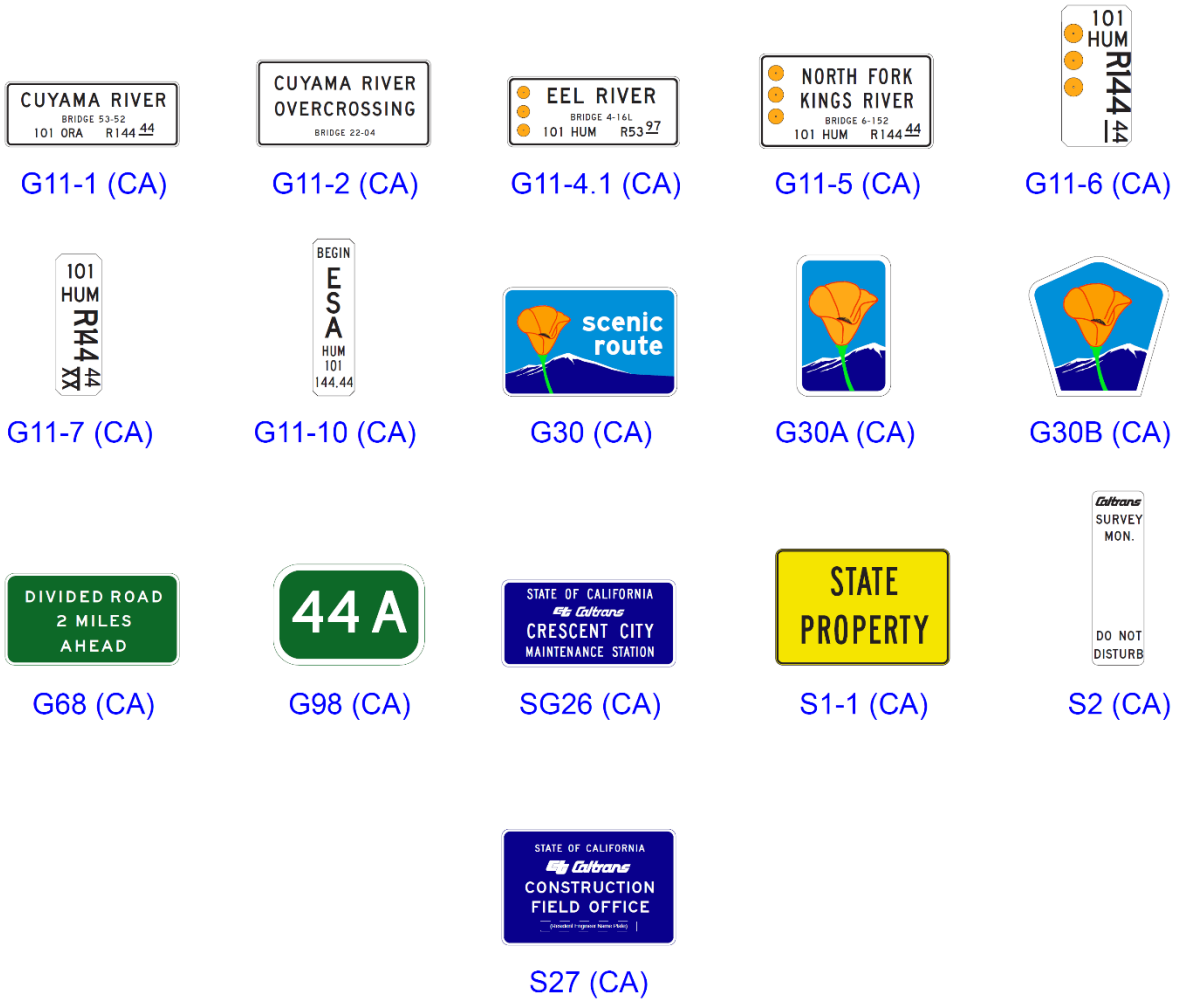 CUYAMA RIVER
BRIDGE 53-52
101 ORA R144 44
G11-1 (CA)
CUYAMA RIVER
OVERCROSSING
BRIDGE 22-04
G11-2 (CA)
EEL RIVER
BRIDGE 4-16L
101 HUM R53 97
G11-4.1 (CA)
NORTH FORK
KINGS RIVER
BRIDGE 6-152
101 HUM R144 44
G11-5 (CA)
101
HUM
R144 44
G11-6 (CA)
101
HUM
R144 44
XX
G11-7 (CA)
BEGIN
E
S
A
HUM
101
144.44
G11-10 (CA)
scenic
route
G30 (CA)
G30A (CA)
G30B (CA)
DIVIDED ROAD
2 MILES
AHEAD
G68 (CA)
44 A
G98 (CA)
STATE OF CALIFORNIA
Caltrans
CRESCENT CITY
MAINTENANCE STATION
SG26 (CA)
STATE
PROPERTY
S1-1 (CA)
Caltrans
SURVEY
MON.
DO NOT
DISTURB
S2 (CA)
STATE OF CALIFORNIA
Caltrans
CONSTRUCTION
FIELD OFFICE
(Resident Engineer Name Plate)
S27 (CA)